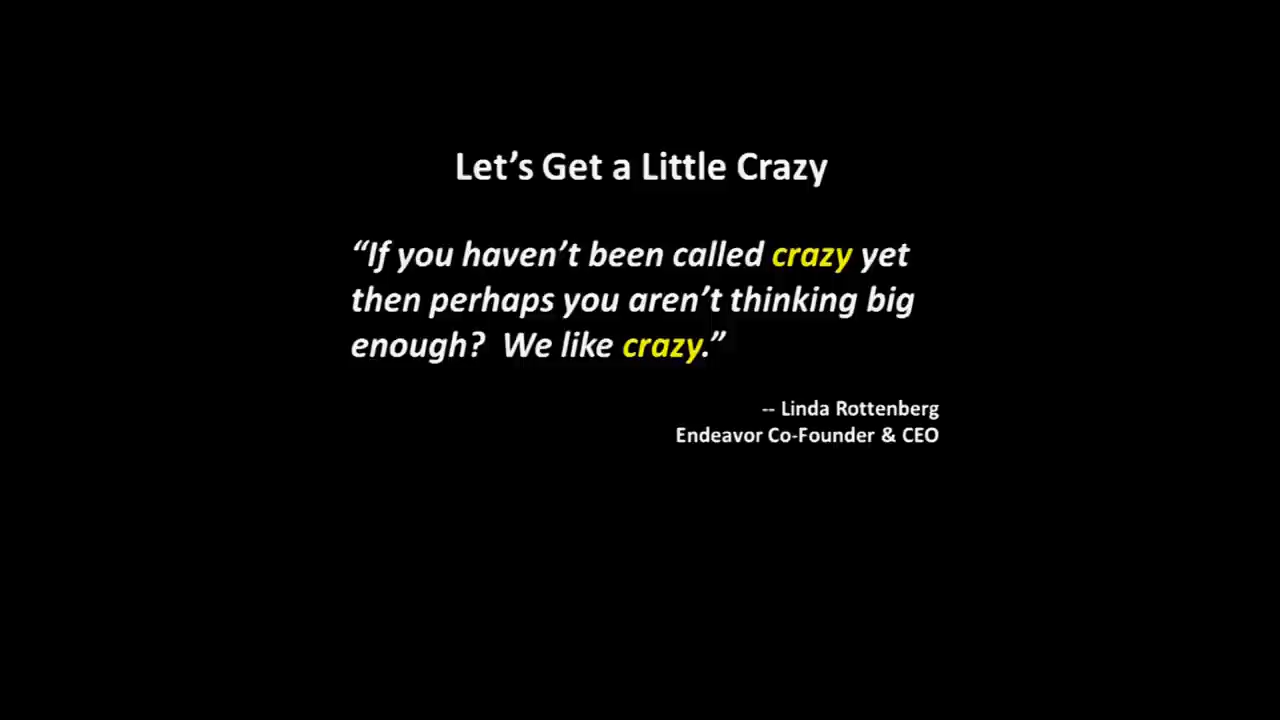 Let’s Get a Little Crazy
“If you haven’t been called crazy yet
then perhaps you aren’t thinking big
enough?  We like crazy.”
-- Linda Rottenberg
Endeavor Co-Founder & CEO